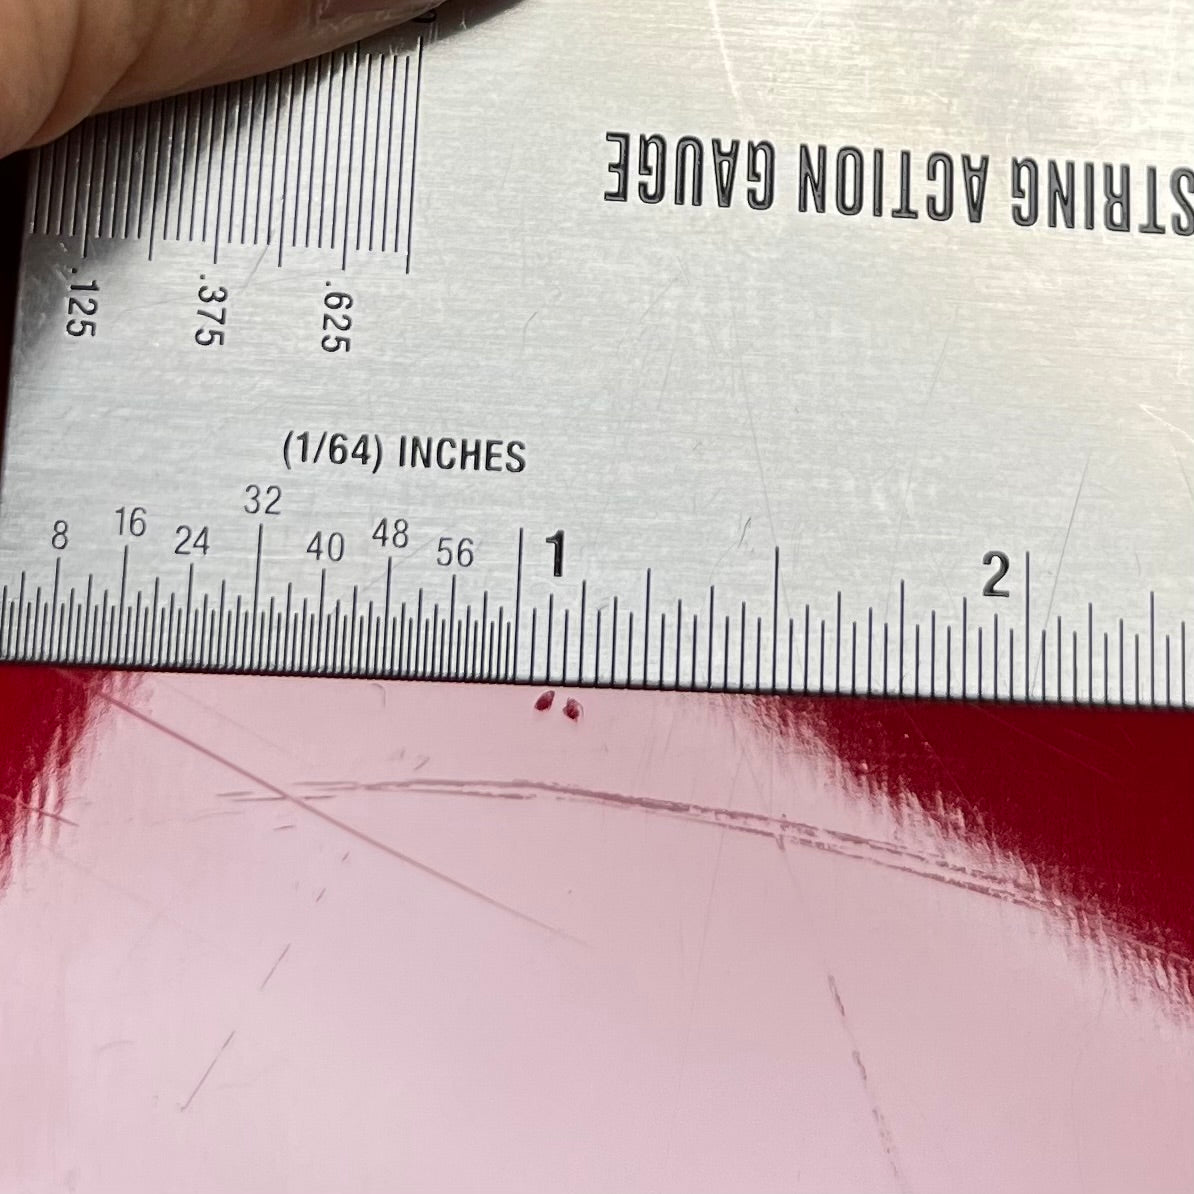 STRING ACTION GAUGE
.125 .375 .625
(1/64) INCHES
8 16 24 32 40 48 56 1 2